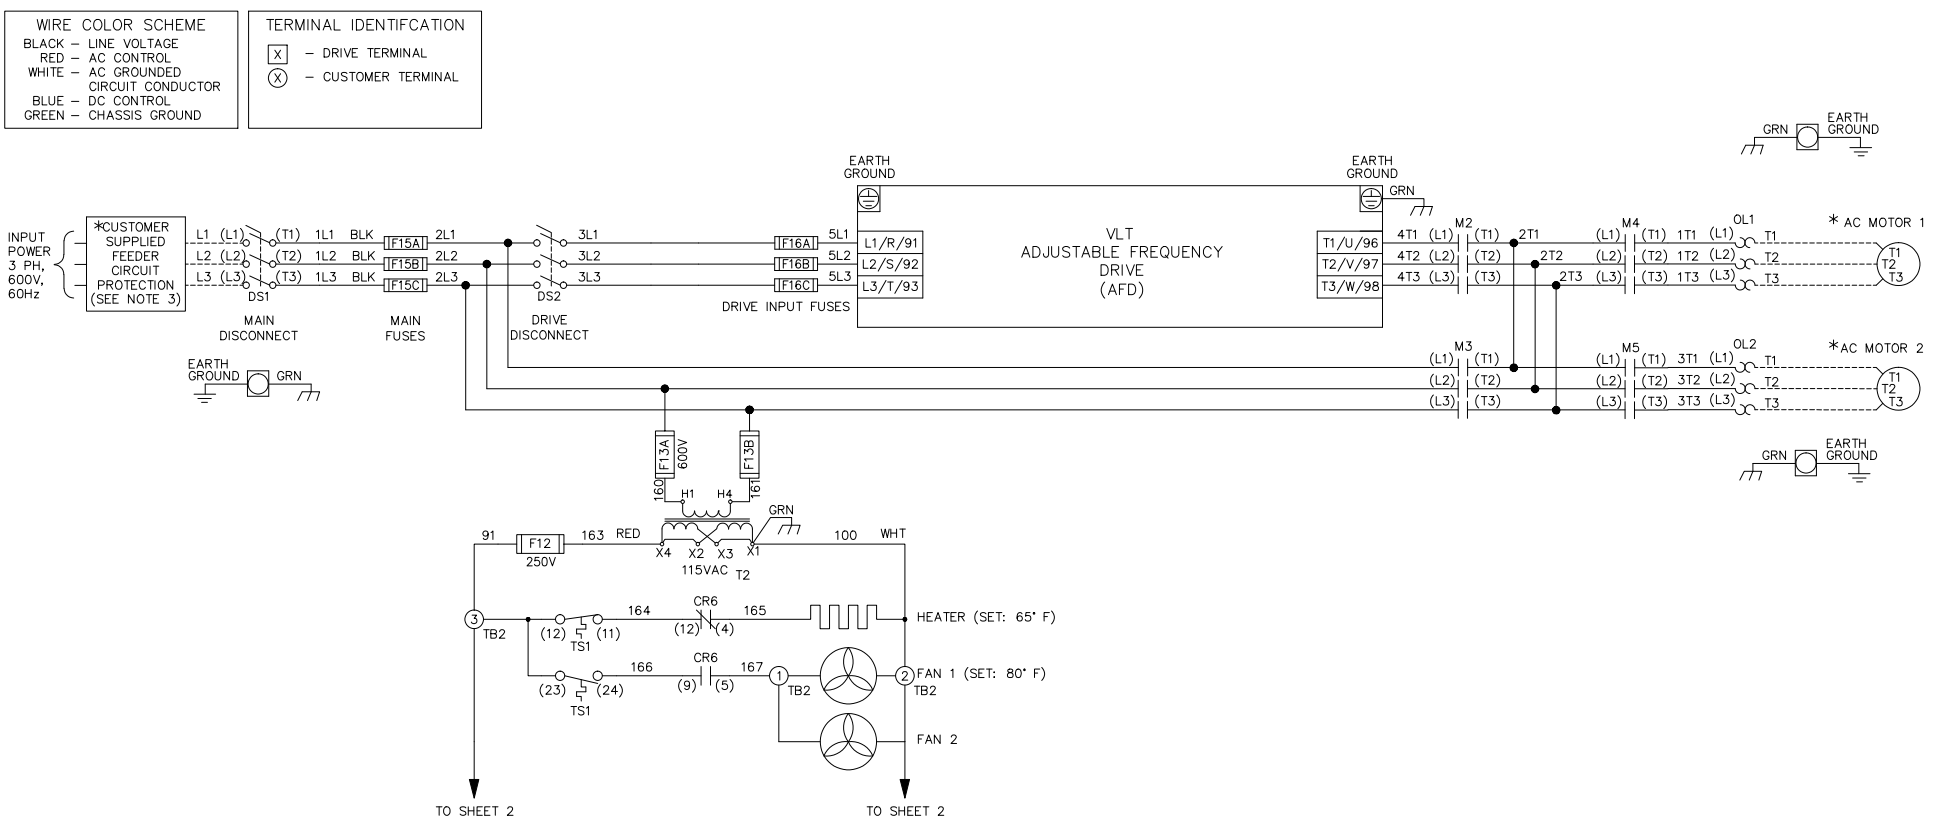 WIRE COLOR SCHEME
BLACK – LINE VOLTAGE
RED – AC CONTROL
WHITE – AC GROUNDED
CIRCUIT CONDUCTOR
BLUE – DC CONTROL
GREEN – CHASSIS GROUND
TERMINAL IDENTIFCATION
X – DRIVE TERMINAL
X – CUSTOMER TERMINAL
GRN
EARTH
GROUND
EARTH
GROUND
EARTH
GROUND
GRN
INPUT
POWER
3 PH,
600V,
60Hz
*CUSTOMER
SUPPLIED
FEEDER
CIRCUIT
PROTECTION
(SEE NOTE 3)
L1 (L1) (T1) 1L1 BLK F15A 2L1 3L1 F16A 5L1 L1/R/91
L2 (L2) (T2) 1L2 BLK F15B 2L2 3L2 F16B 5L2 L2/S/92
L3 (L3) (T3) 1L3 BLK F15C 2L3 3L3 F16C 5L3 L3/T/93
DS1
MAIN
DISCONNECT
MAIN
FUSES
DS2
DRIVE
DISCONNECT
DRIVE INPUT FUSES
VLT
ADJUSTABLE FREQUENCY
DRIVE
(AFD)
M2 M4 OL1
T1/U/96 4T1 (L1) (T1) 2T1 (L1) (T1) 1T1 (L1) T1
T2/V/97 4T2 (L2) (T2) 2T2 (L2) (T2) 1T2 (L2) T2
T3/W/98 4T3 (L3) (T3) 2T3 (L3) (T3) 1T3 (L3) T3
* AC MOTOR 1
T1
T2
T3
M3 M5 OL2
(L1) (T1) (L1) (T1) 3T1 (L1) T1
(L2) (T2) (L2) (T2) 3T2 (L2) T2
(L3) (T3) (L3) (T3) 3T3 (L3) T3
*AC MOTOR 2
T1
T2
T3
EARTH
GROUND
GRN
GRN
EARTH
GROUND
F13A
600V
F13B
160
161
H1 H4
GRN
91 F12 163 RED
250V
X4 X2 X3 X1
100 WHT
115VAC T2
3
TB2
164 CR6 165
(12) (11) (12) (4)
TS1
HEATER (SET: 65° F)
166 CR6 167
(23) (24) (9) (5)
TS1
1
TB2
2
TB2
FAN 1 (SET: 80° F)
FAN 2
TO SHEET 2
TO SHEET 2